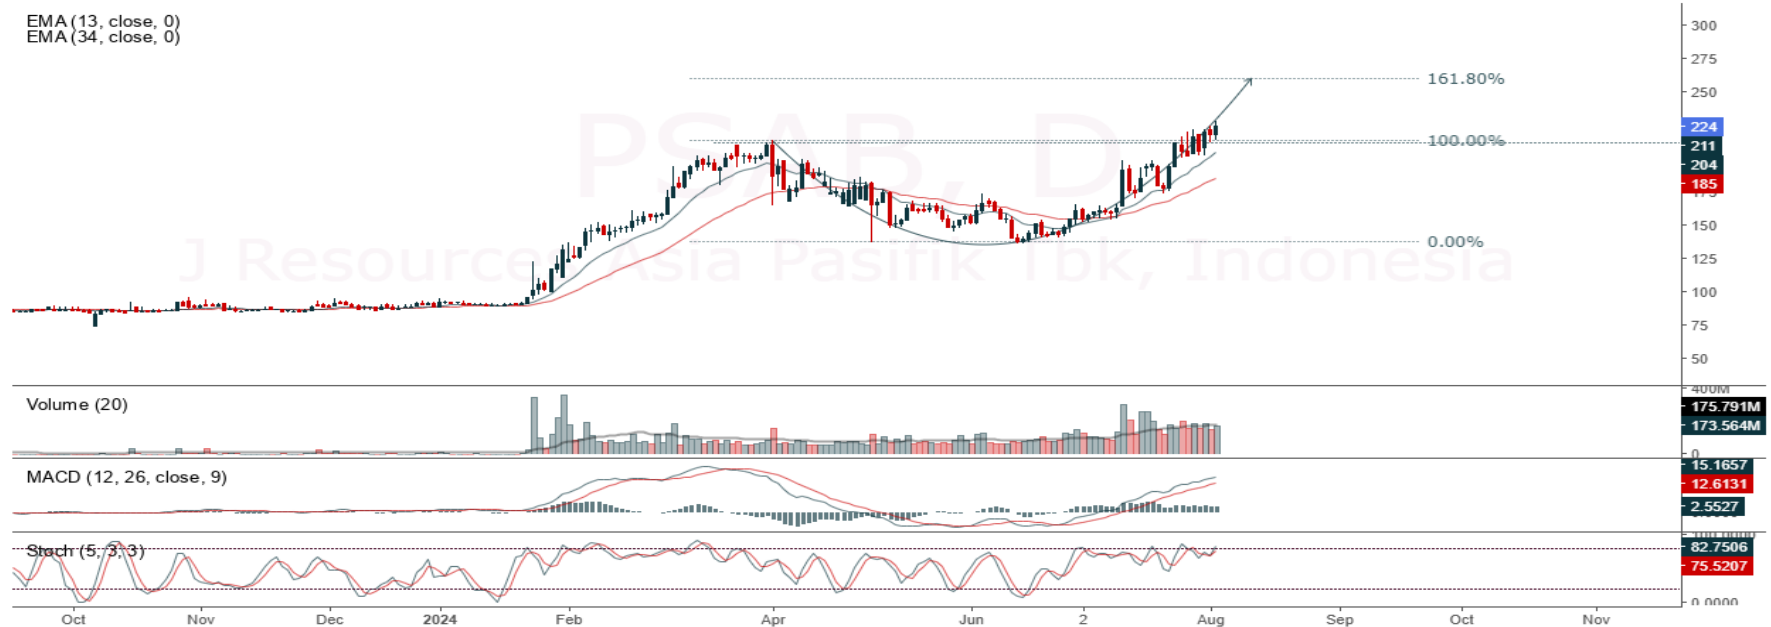 EMA (13, close, 0)
EMA (34, close, 0)
PSAB, D
J Resources Asia Pasifik Tbk, Indonesia
161.80%
100.00%
0.00%
300
275
250
224
211
204
185
175
150
125
100
75
50
Volume (20)
400M
175.791M
173.564M
0
MACD (12, 26, close, 9)
15.1657
12.6131
2.5527
Stoch (5, 3, 3)
82.7506
75.5207
0.0000
Oct Nov Dec 2024 Feb Apr Jun 2 Aug Sep Oct Nov